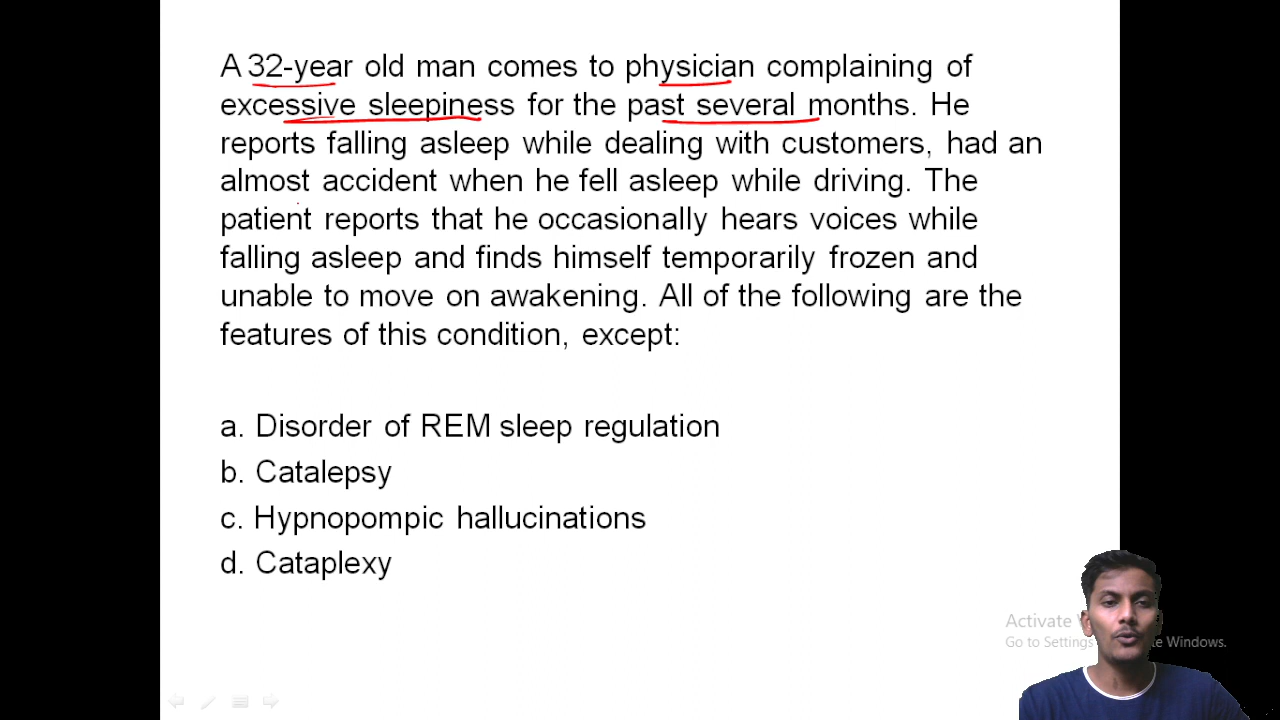 A 32-year old man comes to physician complaining of
excessive sleepiness for the past several months. He
reports falling asleep while dealing with customers, had an
almost accident when he fell asleep while driving. The
patient reports that he occasionally hears voices while
falling asleep and finds himself temporarily frozen and
unable to move on awakening. All of the following are the
features of this condition, except:
a. Disorder of REM sleep regulation
b. Catalepsy
c. Hypnopompic hallucinations
d. Cataplexy
Activate
Go to Settings Windows.